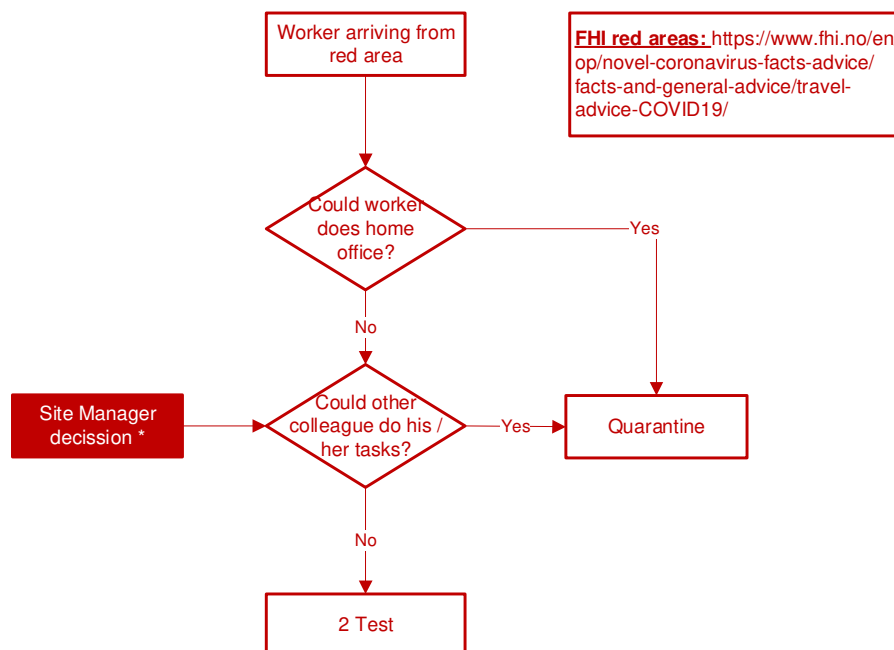 Worker arriving from
red area
FHI red areas: https://www.fhi.no/en
op/novel-coronavirus-facts-advice/
facts-and-general-advice/travel-
advice-COVID19/
Could worker
does home
office?
Yes
No
Site Manager
decission *
Could other
colleague do his /
her tasks?
Yes
Quarantine
No
2 Test